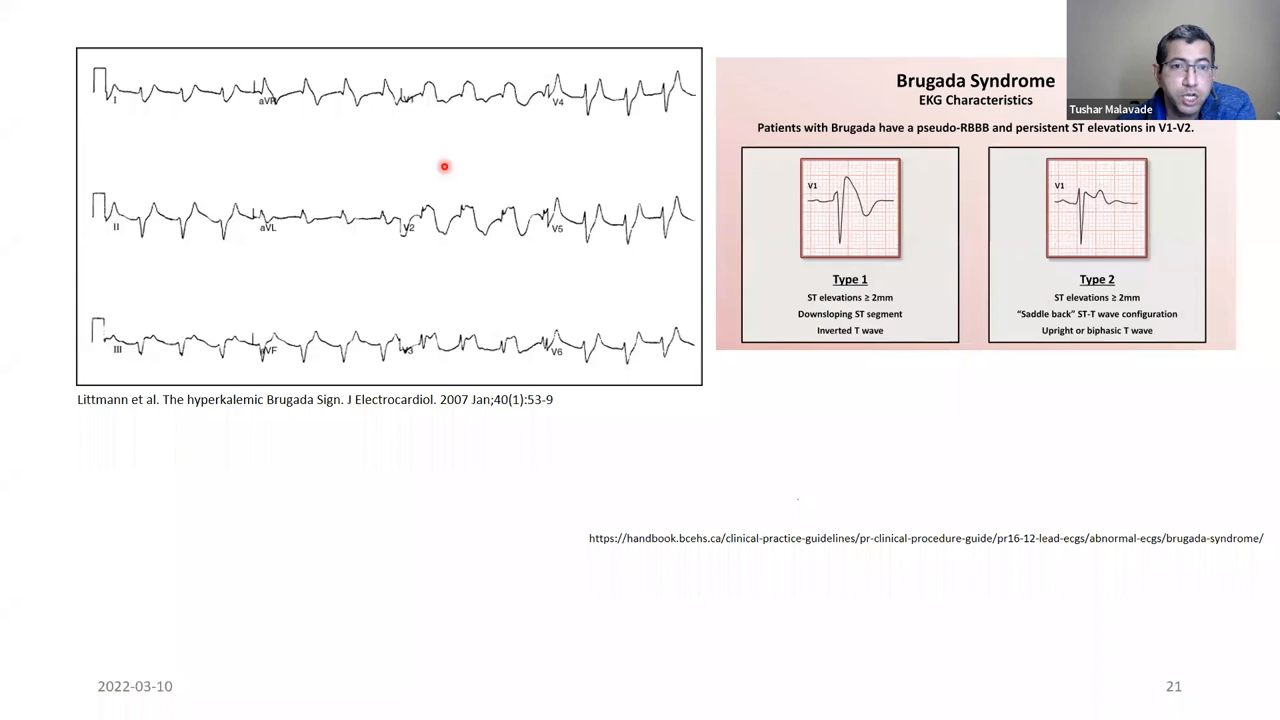 I
aVR
V1
V4
II
aVL
V2
V5
III
aVF
V3
V6
Littmann et al. The hyperkalemic Brugada Sign. J Electrocardiol. 2007 Jan;40(1):53-9
Brugada Syndrome
EKG Characteristics
Tushar Malavade
Patients with Brugada have a pseudo-RBBB and persistent ST elevations in V1-V2.
V1
Type 1
ST elevations ≥ 2mm
Downsloping ST segment
Inverted T wave
V1
Type 2
ST elevations ≥ 2mm
“Saddle back” ST-T wave configuration
Upright or biphasic T wave
https://handbook.bcehs.ca/clinical-practice-guidelines/pr-clinical-procedure-guide/pr16-12-lead-ecgs/abnormal-ecgs/brugada-syndrome/
2022-03-10
21